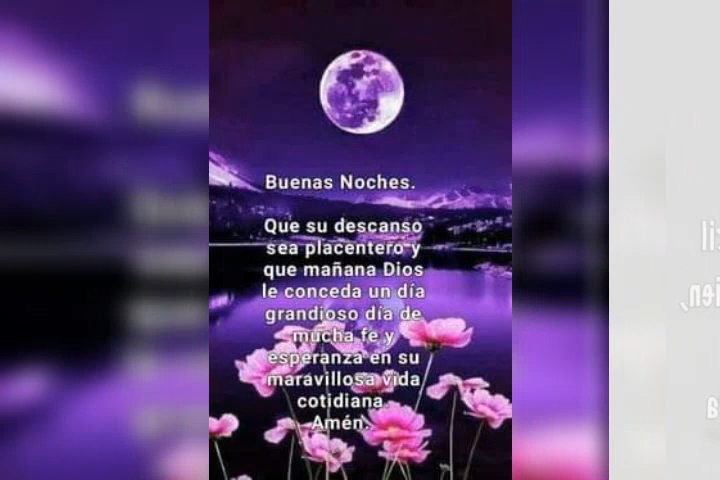 Buenas Noches.
Que su descanso
sea placentero y
que mañana Dios
le conceda un día
grandioso día de
mucha fe y
esperanza en su
maravillosa vida
cotidiana.
Amén.